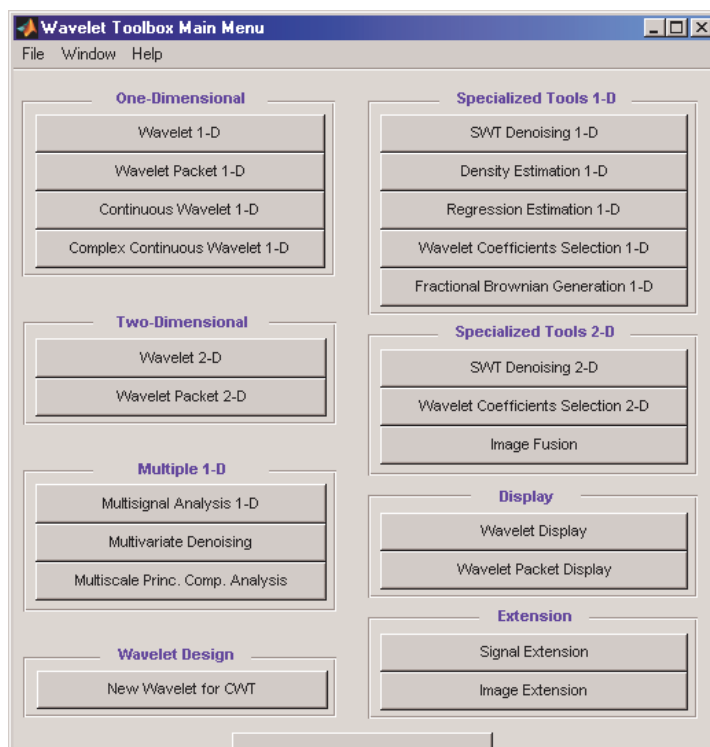 Wavelet Toolbox Main Menu
File Window Help
One-Dimensional
Wavelet 1-D
Wavelet Packet 1-D
Continuous Wavelet 1-D
Complex Continuous Wavelet 1-D
Two-Dimensional
Wavelet 2-D
Wavelet Packet 2-D
Multiple 1-D
Multisignal Analysis 1-D
Multivariate Denoising
Multiscale Princ. Comp. Analysis
Wavelet Design
New Wavelet for CWT
Specialized Tools 1-D
SWT Denoising 1-D
Density Estimation 1-D
Regression Estimation 1-D
Wavelet Coefficients Selection 1-D
Fractional Brownian Generation 1-D
Specialized Tools 2-D
SWT Denoising 2-D
Wavelet Coefficients Selection 2-D
Image Fusion
Display
Wavelet Display
Wavelet Packet Display
Extension
Signal Extension
Image Extension